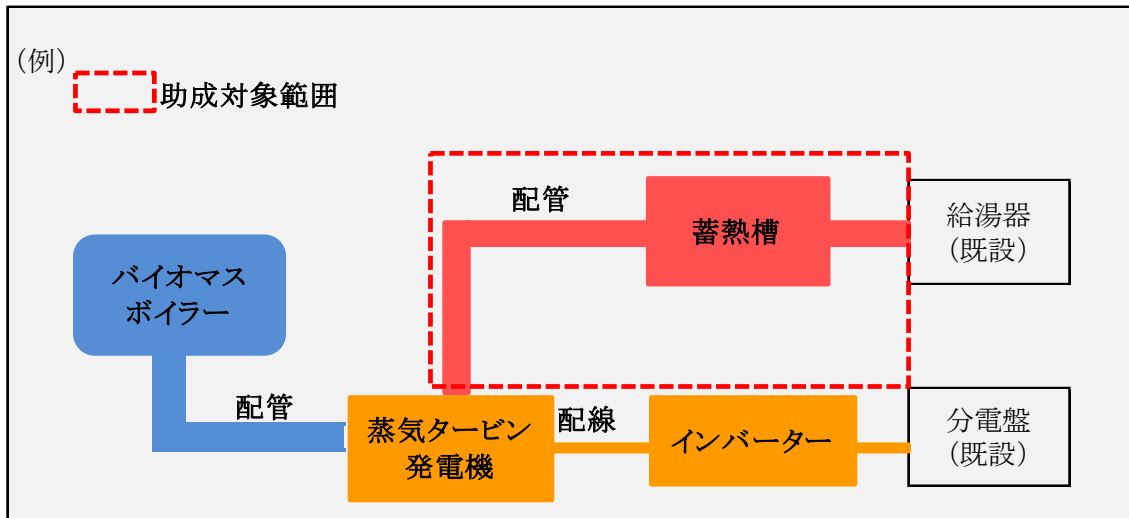 (例)
助成対象範囲
配管
蓄熱槽
給湯器
(既設)
バイオマス
ボイラー
配管
蒸気タービン
発電機
配線
インバーター
分電盤
(既設)